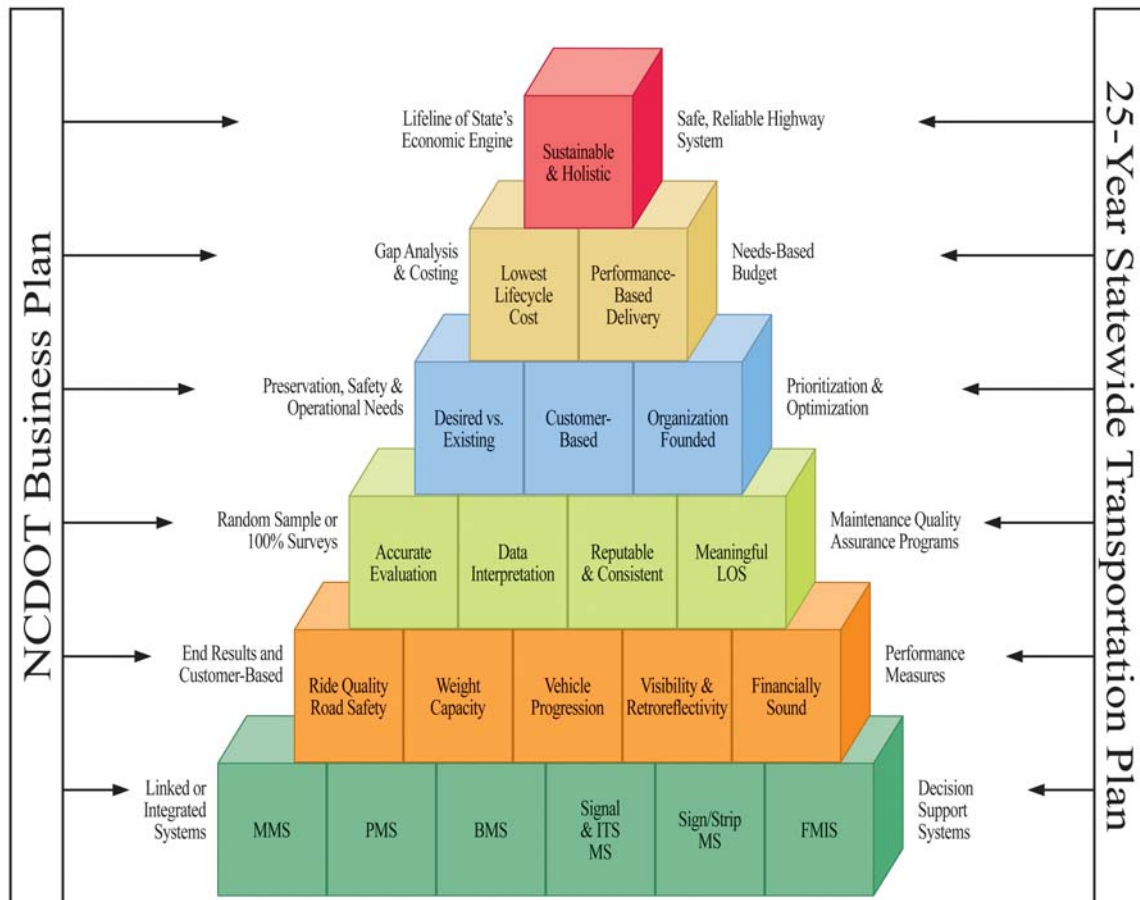 NCDOT Business Plan
25-Year Statewide Transportation Plan
Lifeline of State's
Economic Engine
Sustainable
& Holistic
Safe, Reliable Highway
System
Gap Analysis
& Costing
Lowest
Lifecycle
Cost
Performance-
Based
Delivery
Needs-Based
Budget
Preservation, Safety &
Operational Needs
Desired vs.
Existing
Customer-
Based
Organization
Founded
Prioritization &
Optimization
Random Sample or
100% Surveys
Accurate
Evaluation
Data
Interpretation
Reputable
& Consistent
Meaningful
LOS
Maintenance Quality
Assurance Programs
End Results and
Customer-Based
Ride Quality
Road Safety
Weight
Capacity
Vehicle
Progression
Visibility &
Retroreflectivity
Financially
Sound
Performance
Measures
Linked or
Integrated
Systems
MMS
PMS
BMS
Signal
& ITS
MS
Sign/Strip
MS
FMIS
Decision
Support
Systems